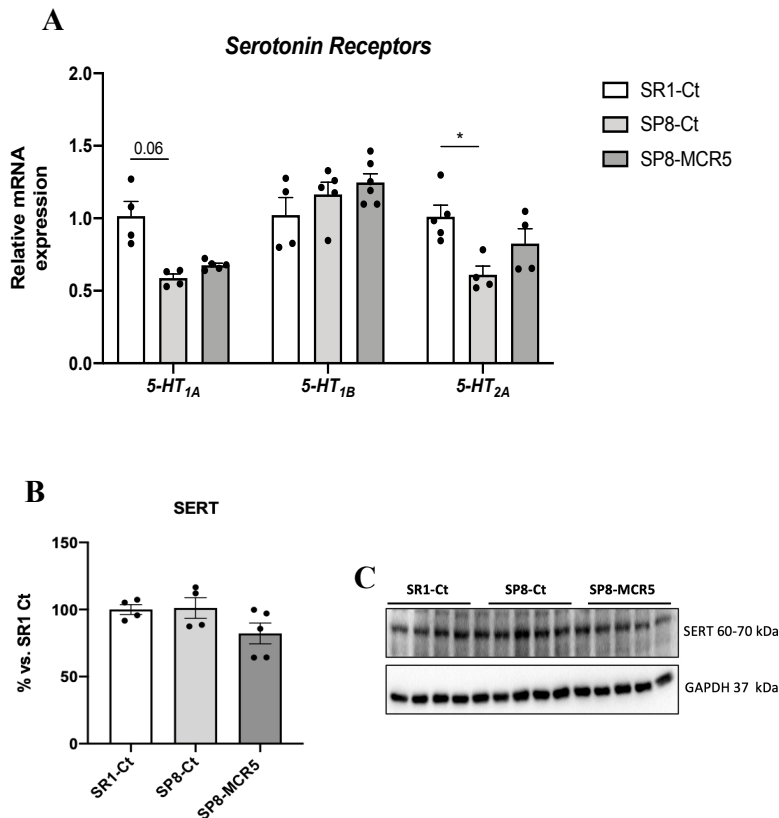 A
Serotonin Receptors
Relative mRNA
expression
2.0
1.5
1.0
0.5
0.0
0.06
*
5-HT1A
5-HT1B
5-HT2A
SR1-Ct
SP8-Ct
SP8-MCR5
B
SERT
% vs. SR1 Ct
150
100
50
0
SR1-Ct
SP8-Ct
SP8-MCR5
C
SR1-Ct SP8-Ct SP8-MCR5
SERT 60-70 kDa
GAPDH 37 kDa